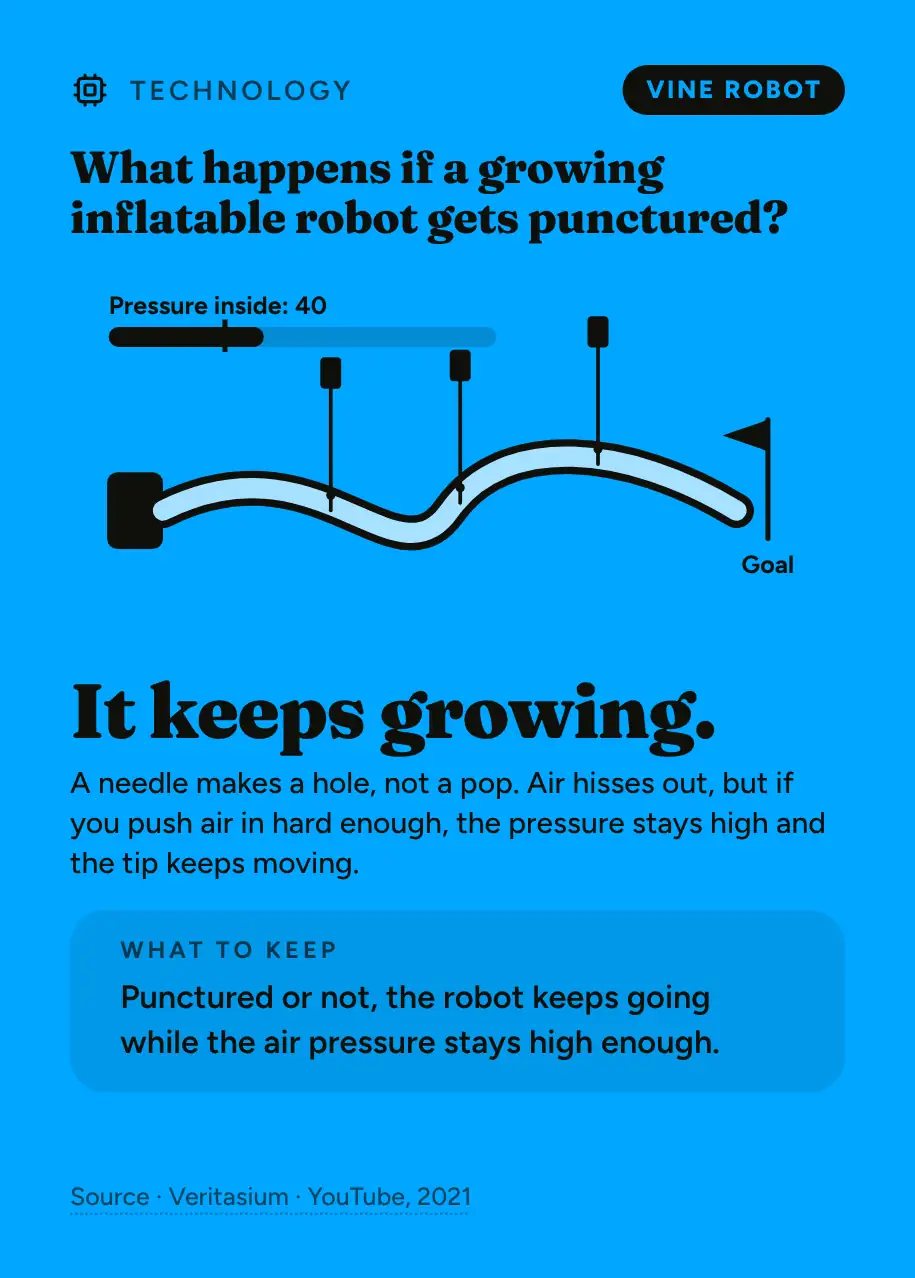 TECHNOLOGY
VINE ROBOT
What happens if a growing
inflatable robot gets punctured?
Pressure inside: 40
Goal
It keeps growing.
A needle makes a hole, not a pop. Air hisses out, but if
you push air in hard enough, the pressure stays high and
the tip keeps moving.
WHAT TO KEEP
Punctured or not, the robot keeps going
while the air pressure stays high enough.
Source · Veritasium · YouTube, 2021